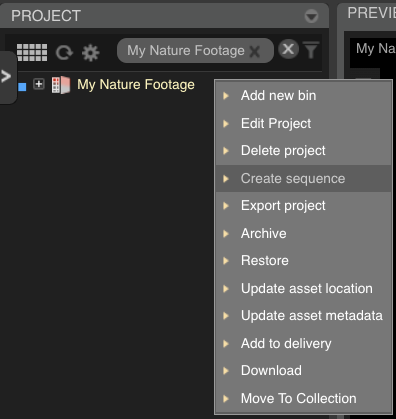 PROJECT
PREVIE
My Nature Footage
My Na
My Nature Footage
Add new bin
Edit Project
Delete project
Create sequence
Export project
Archive
Restore
Update asset location
Update asset metadata
Add to delivery
Download
Move To Collection